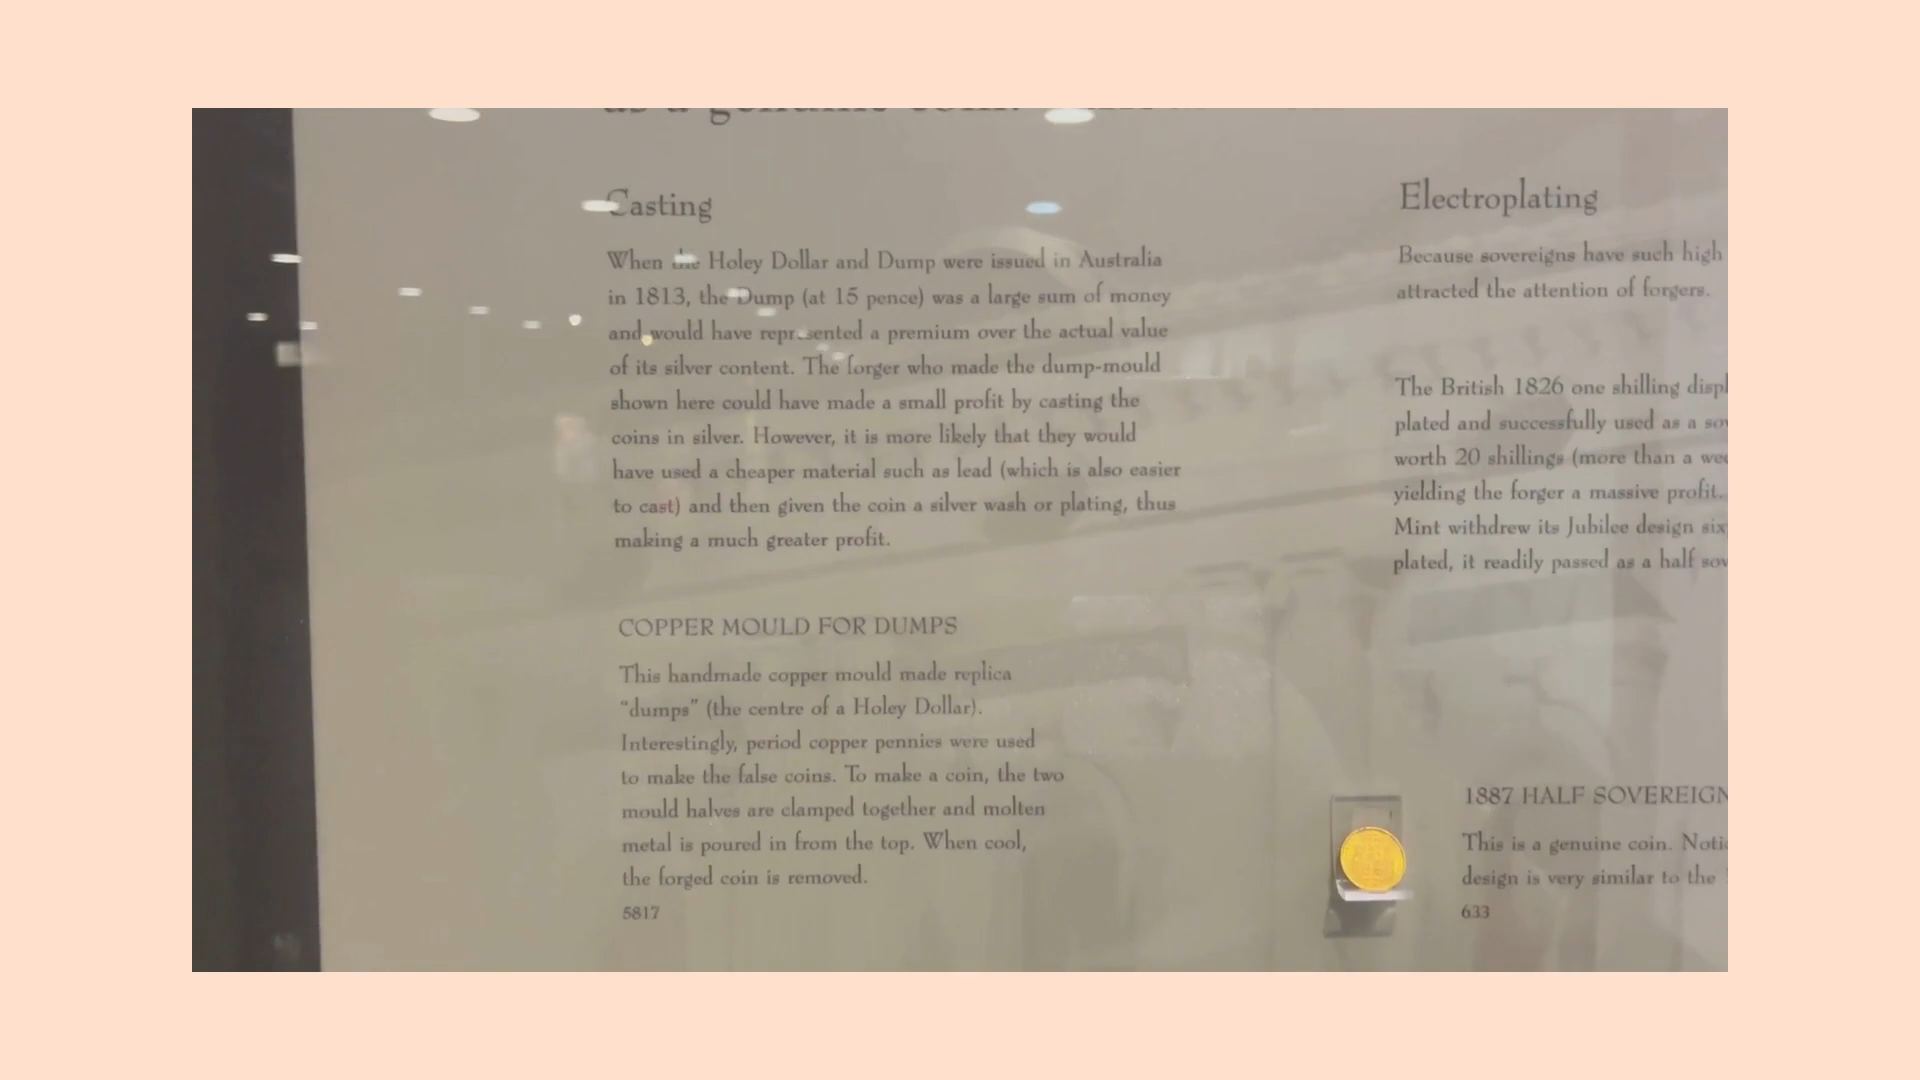 as a genuine coin.
Casting
When the Holey Dollar and Dump were issued in Australia
in 1813, the Dump (at 15 pence) was a large sum of money
and would have represented a premium over the actual value
of its silver content. The forger who made the dump-mould
shown here could have made a small profit by casting the
coins in silver. However, it is more likely that they would
have used a cheaper material such as lead (which is also easier
to cast) and then given the coin a silver wash or plating, thus
making a much greater profit.
COPPER MOULD FOR DUMPS
This handmade copper mould made replica
“dumps” (the centre of a Holey Dollar).
Interestingly, period copper pennies were used
to make the false coins. To make a coin, the two
mould halves are clamped together and molten
metal is poured in from the top. When cool,
the forged coin is removed.
5817
Electroplating
Because sovereigns have such high
attracted the attention of forgers.
The British 1826 one shilling
plated and successfully used as a
worth 20 shillings (more than a
yielding the forger a massive profit.
Mint withdrew its Jubilee design
plated, it readily passed as a half
1887 HALF SOVEREIGN
This is a genuine coin.
design is very similar to the
633